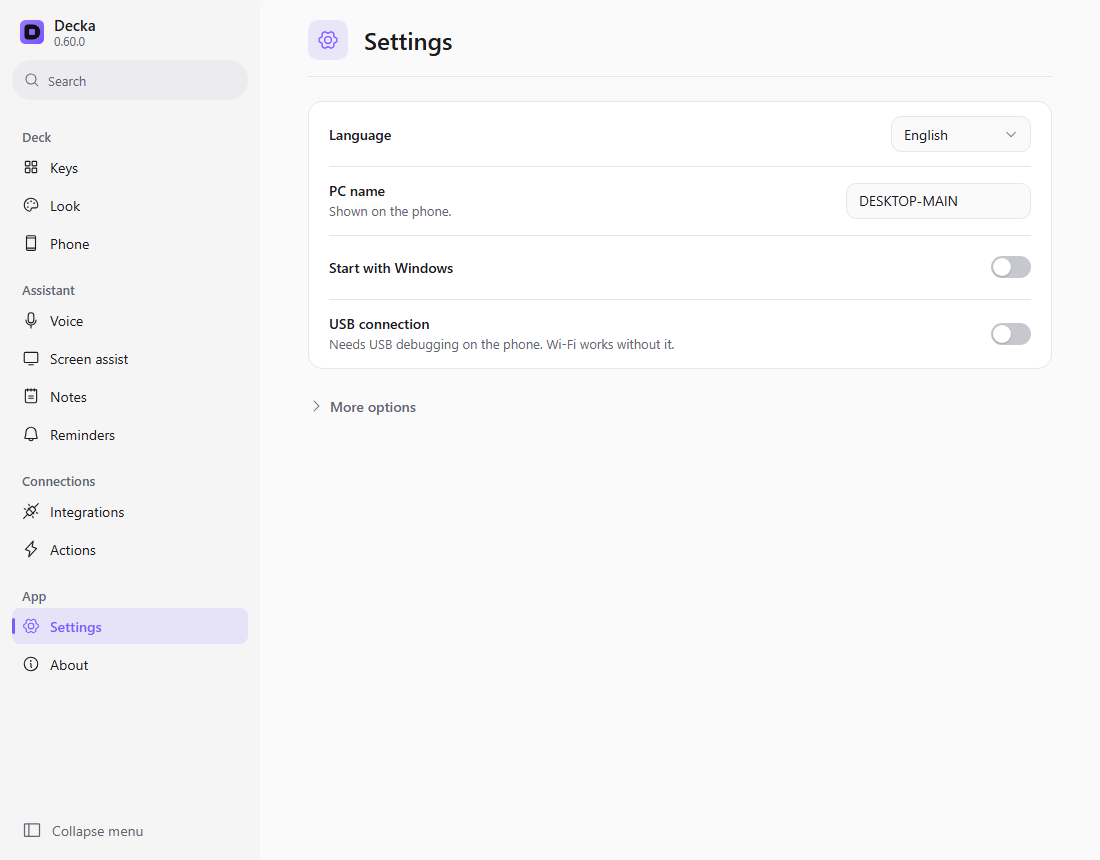 Decka
0.60.0
Search
Deck
Keys
Look
Phone
Assistant
Voice
Screen assist
Notes
Reminders
Connections
Integrations
Actions
App
Settings
About
Collapse menu
Settings
Language
English
PC name
Shown on the phone.
DESKTOP-MAIN
Start with Windows
USB connection
Needs USB debugging on the phone. Wi-Fi works without it.
More options